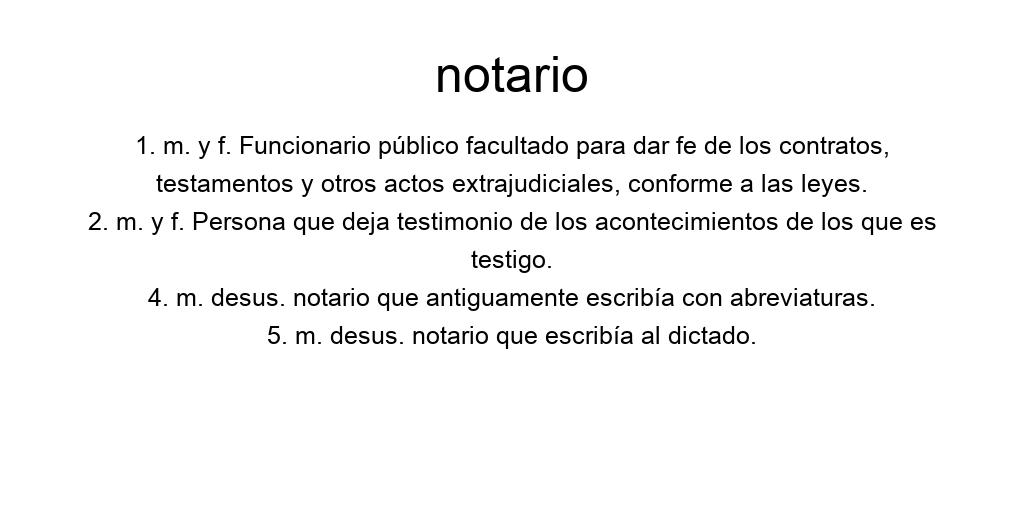 notario
1. m. y f. Funcionario público facultado para dar fe de los contratos,
testamentos y otros actos extrajudiciales, conforme a las leyes.
2. m. y f. Persona que deja testimonio de los acontecimientos de los que es
testigo.
4. m. desus. notario que antiguamente escribía con abreviaturas.
5. m. desus. notario que escribía al dictado.